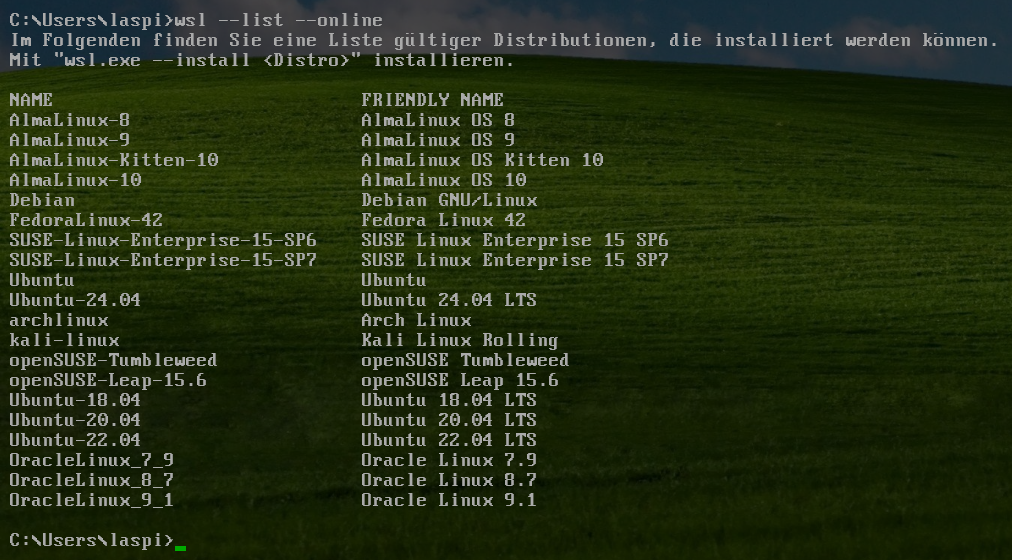 C:\Users\laspi>wsl --list --online
Im Folgenden finden Sie eine Liste gültiger Distributionen, die installiert werden können.
Mit "wsl.exe --install <Distro>" installieren.
NAME FRIENDLY NAME
AlmaLinux-8 AlmaLinux OS 8
AlmaLinux-9 AlmaLinux OS 9
AlmaLinux-Kitten-10 AlmaLinux OS Kitten 10
AlmaLinux-10 AlmaLinux OS 10
Debian Debian GNU/Linux
FedoraLinux-42 Fedora Linux 42
SUSE-Linux-Enterprise-15-SP6 SUSE Linux Enterprise 15 SP6
SUSE-Linux-Enterprise-15-SP7 SUSE Linux Enterprise 15 SP7
Ubuntu Ubuntu
Ubuntu-24.04 Ubuntu 24.04 LTS
archlinux Arch Linux
kali-linux Kali Linux Rolling
openSUSE-Tumbleweed openSUSE Tumbleweed
openSUSE-Leap-15.6 openSUSE Leap 15.6
Ubuntu-18.04 Ubuntu 18.04 LTS
Ubuntu-20.04 Ubuntu 20.04 LTS
Ubuntu-22.04 Ubuntu 22.04 LTS
OracleLinux_7_9 Oracle Linux 7.9
OracleLinux_8_7 Oracle Linux 8.7
OracleLinux_9_1 Oracle Linux 9.1
C:\Users\laspi>